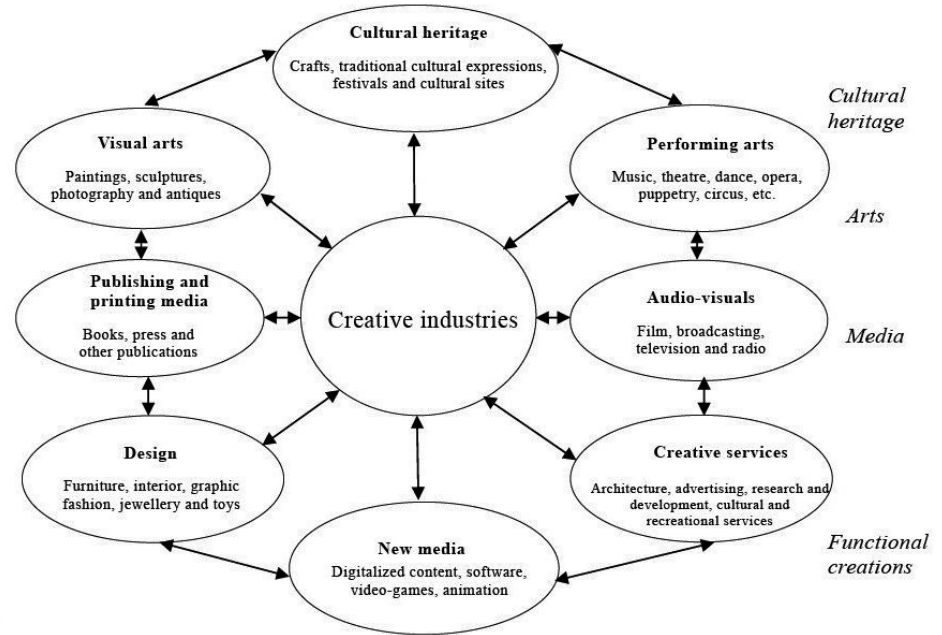 Cultural heritage
Crafts, traditional cultural expressions,
festivals and cultural sites
Cultural
heritage
Visual arts
Paintings, sculptures,
photography and antiques
Performing arts
Music, theatre, dance, opera,
puppetry, circus, etc.
Arts
Publishing and
printing media
Books, press and
other publications
Creative industries
Audio-visuals
Film, broadcasting,
television and radio
Media
Design
Furniture, interior, graphic
fashion, jewellery and toys
Creative services
Architecture, advertising, research and
development, cultural and
recreational services
New media
Digitalized content, software,
video-games, animation
Functional
creations